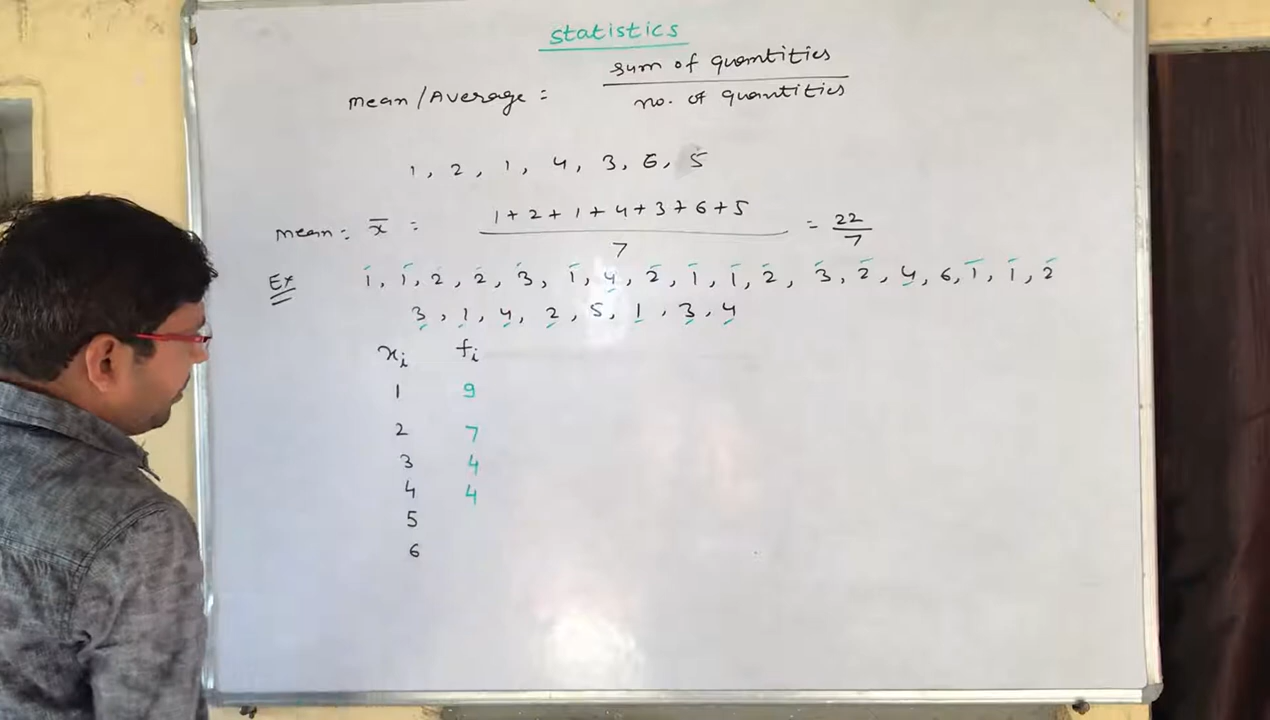 statistics
mean/Average = sum of quantities / no. of quantities
1, 2, 1, 4, 3, 6, 5
mean = x̄ = 1+2+1+4+3+6+5 / 7 = 22/7
Ex 1, 1, 2, 2, 3, 1, 4, 2, 1, 1, 2, 3, 2, 4, 6, 1, 1, 2
3, 1, 4, 2, 5, 1, 3, 4
xi fi
1 9
2 7
3 4
4 4
5
6